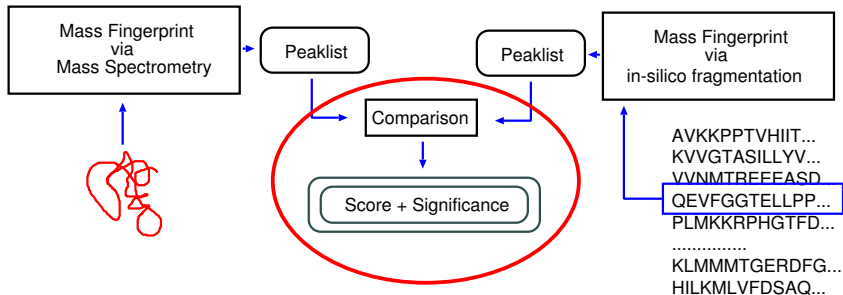 Mass Fingerprint
via
Mass Spectrometry
Peaklist
Peaklist
Mass Fingerprint
via
in-silico fragmentation
Comparison
Score + Significance
AVKKPPTVHIIT...
KVVGTASILLYV...
VVNMTREEEASD...
QEVFGGTELLPP...
PLMKKRPHGTFD...
...............
KLMMMTGERDFG...
HILKMLVFDSAQ...